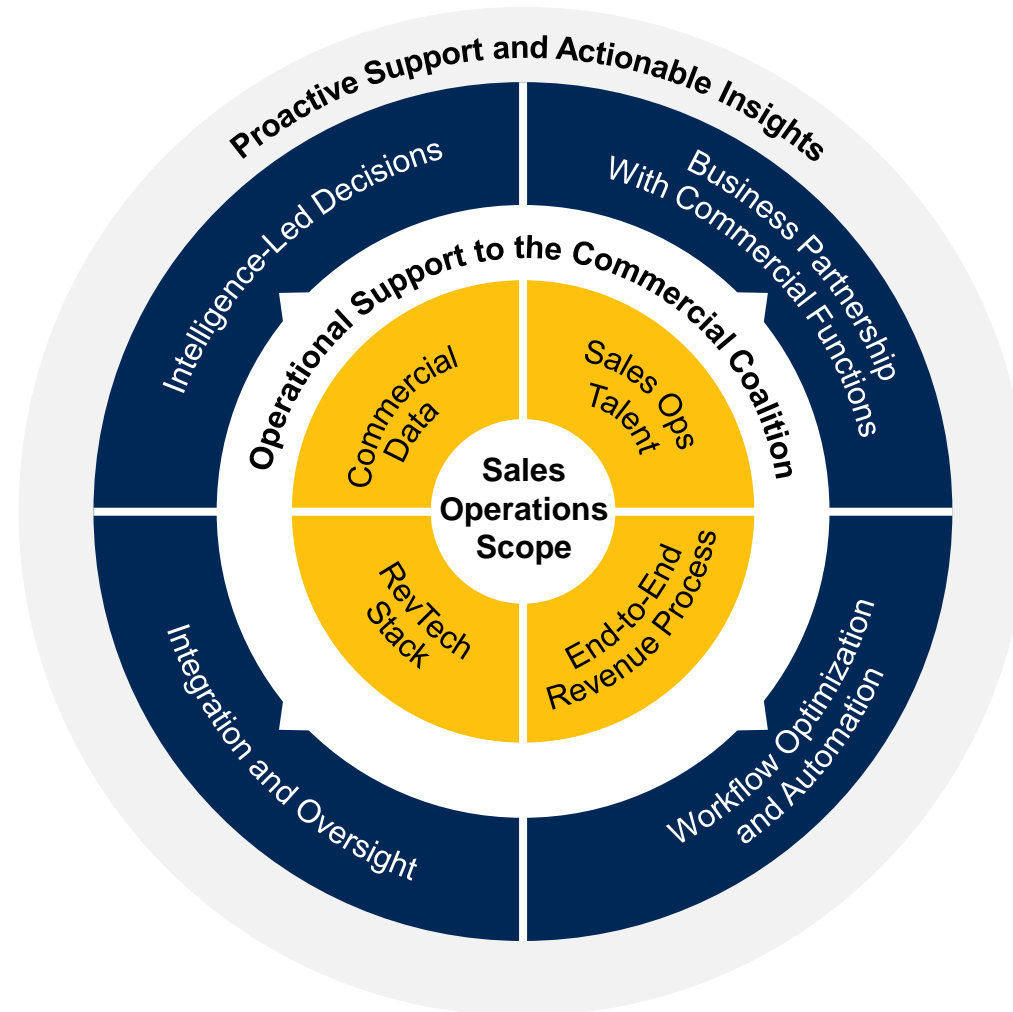 Proactive Support and Actionable Insights
Intelligence-Led Decisions
Business Partnership
With Commercial Functions
Operational Support to the Commercial Coalition
Commercial
Data
Sales Ops
Talent
Sales
Operations
Scope
RevTech
Stack
End-to-End
Revenue Process
Integration and Oversight
Workflow Optimization
and Automation